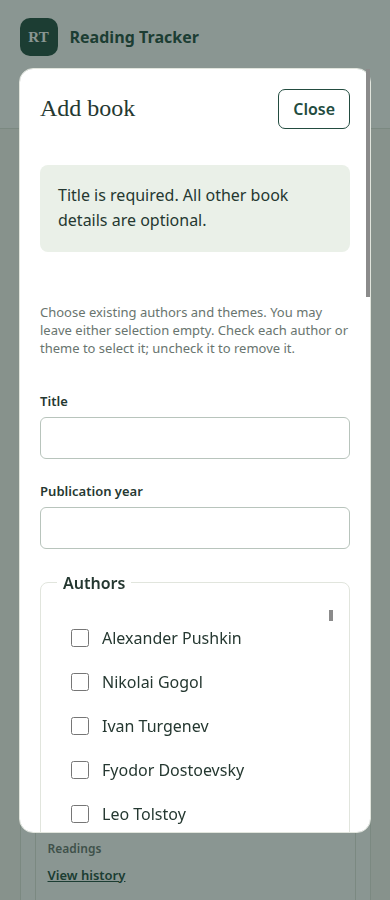 RT
Reading Tracker
Add book
Close
Title is required. All other book
details are optional.
Choose existing authors and themes. You may
leave either selection empty. Check each author or
theme to select it; uncheck it to remove it.
Title
Publication year
Authors
Alexander Pushkin
Nikolai Gogol
Ivan Turgenev
Fyodor Dostoevsky
Leo Tolstoy
Readings
View history